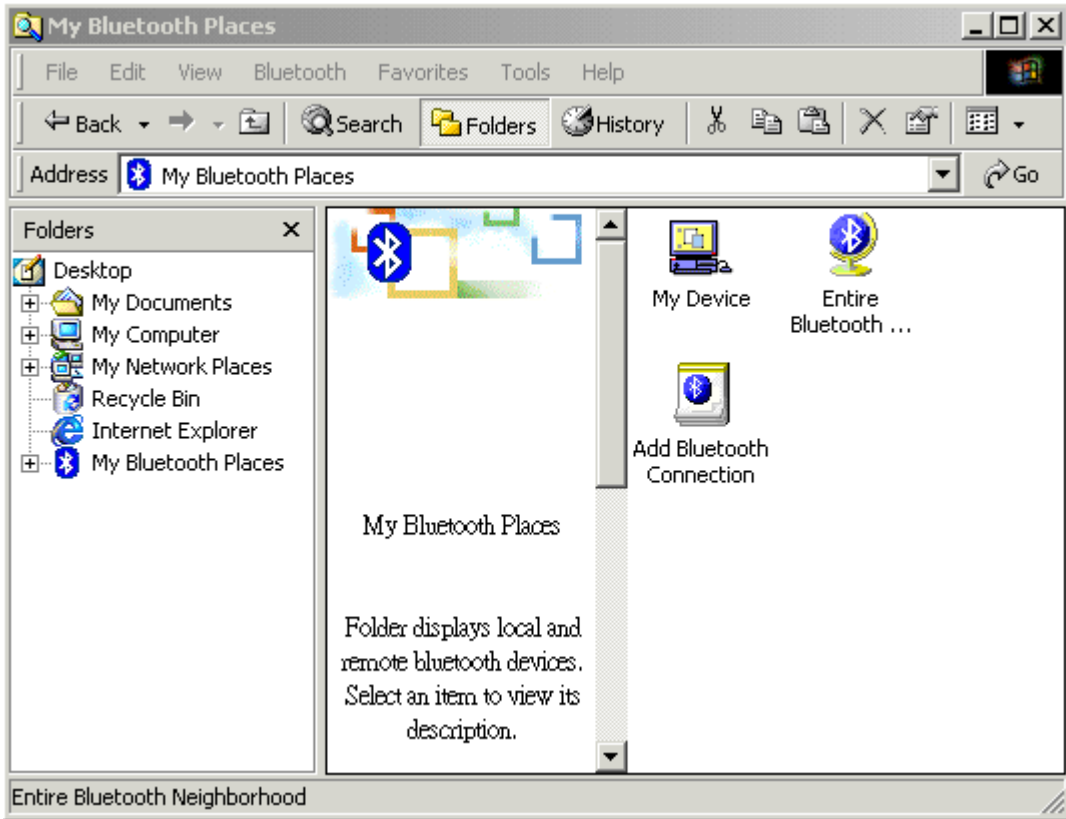 My Bluetooth Places
File Edit View Bluetooth Favorites Tools Help
Back Search Folders History
Address My Bluetooth Places Go
Folders
Desktop
My Documents
My Computer
My Network Places
Recycle Bin
Internet Explorer
My Bluetooth Places
My Bluetooth Places
Folder displays local and
remote bluetooth devices.
Select an item to view its
description.
My Device
Entire
Bluetooth ...
Add Bluetooth
Connection
Entire Bluetooth Neighborhood